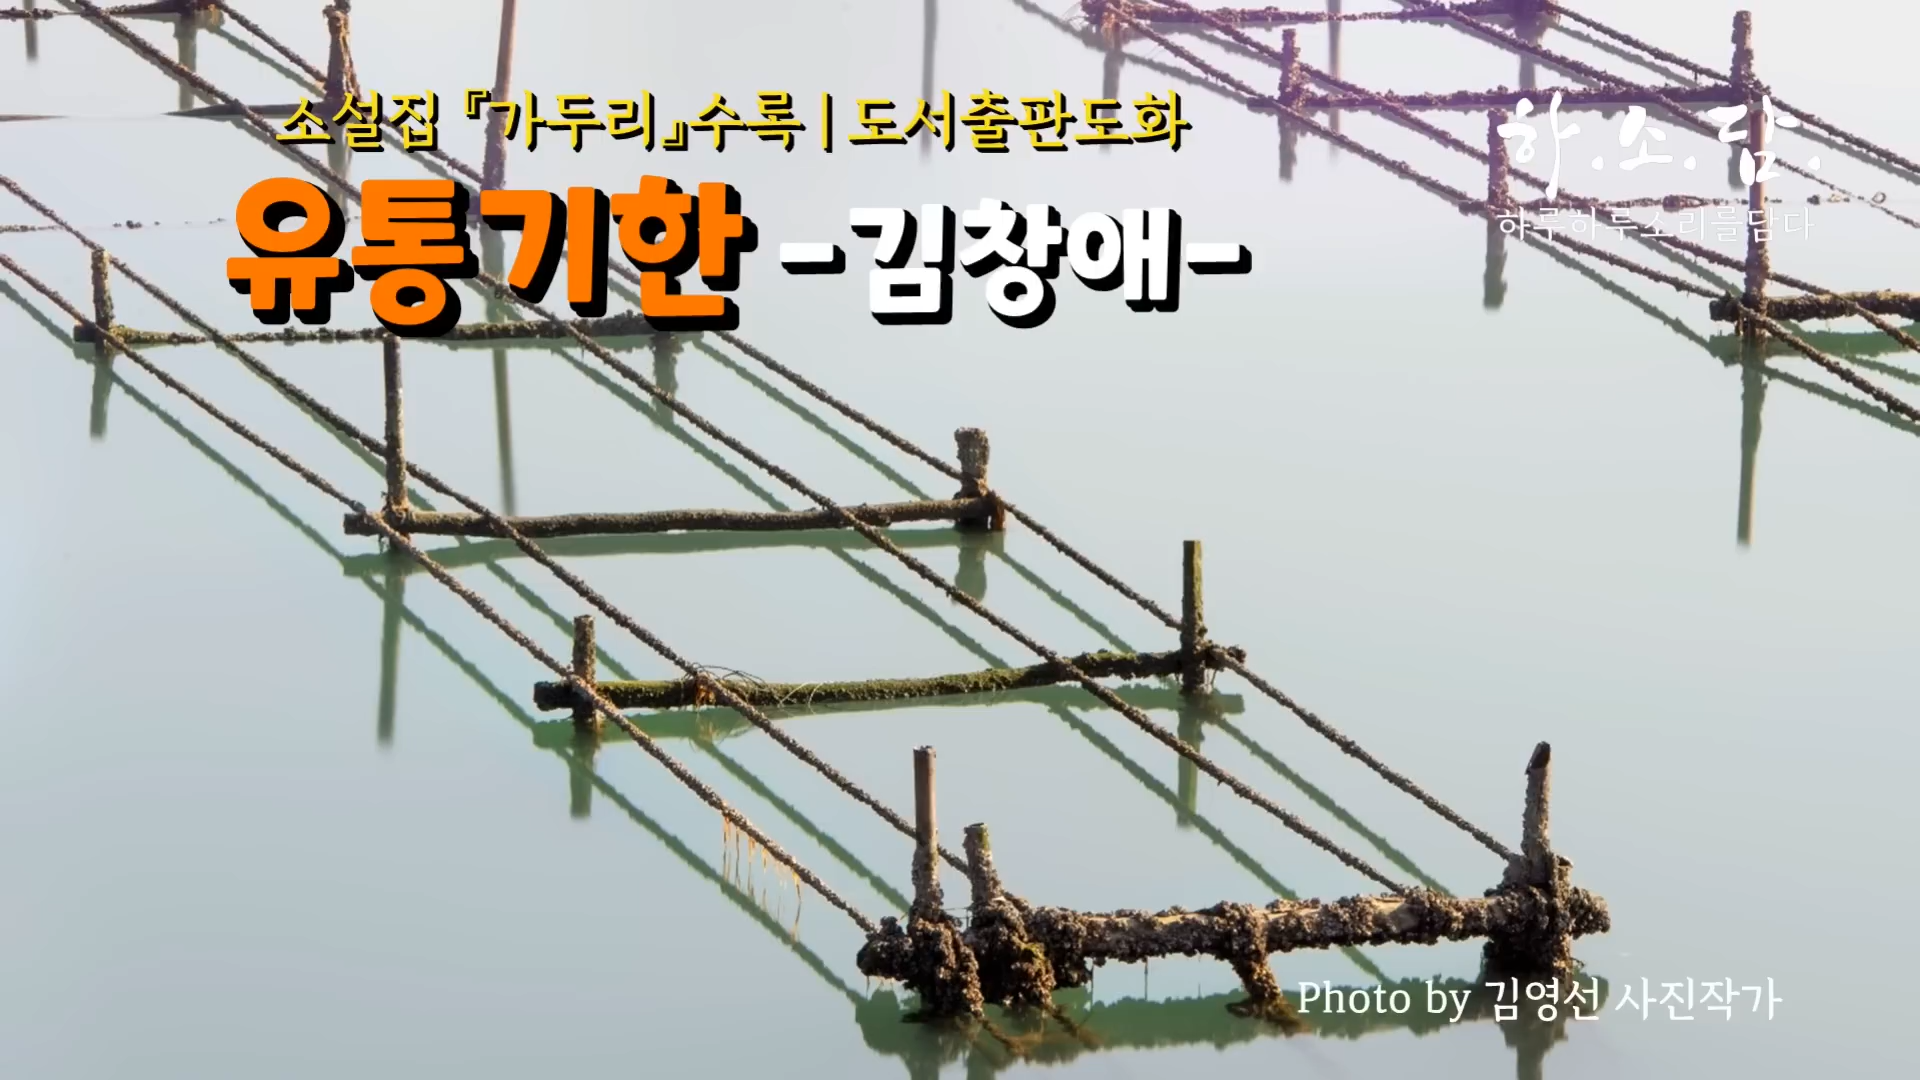 소설집 『가두리』수록 | 도서출판도화
유통기한 -김창애-
하.소.담.
하루하루소리를담다
Photo by 김영선 사진작가